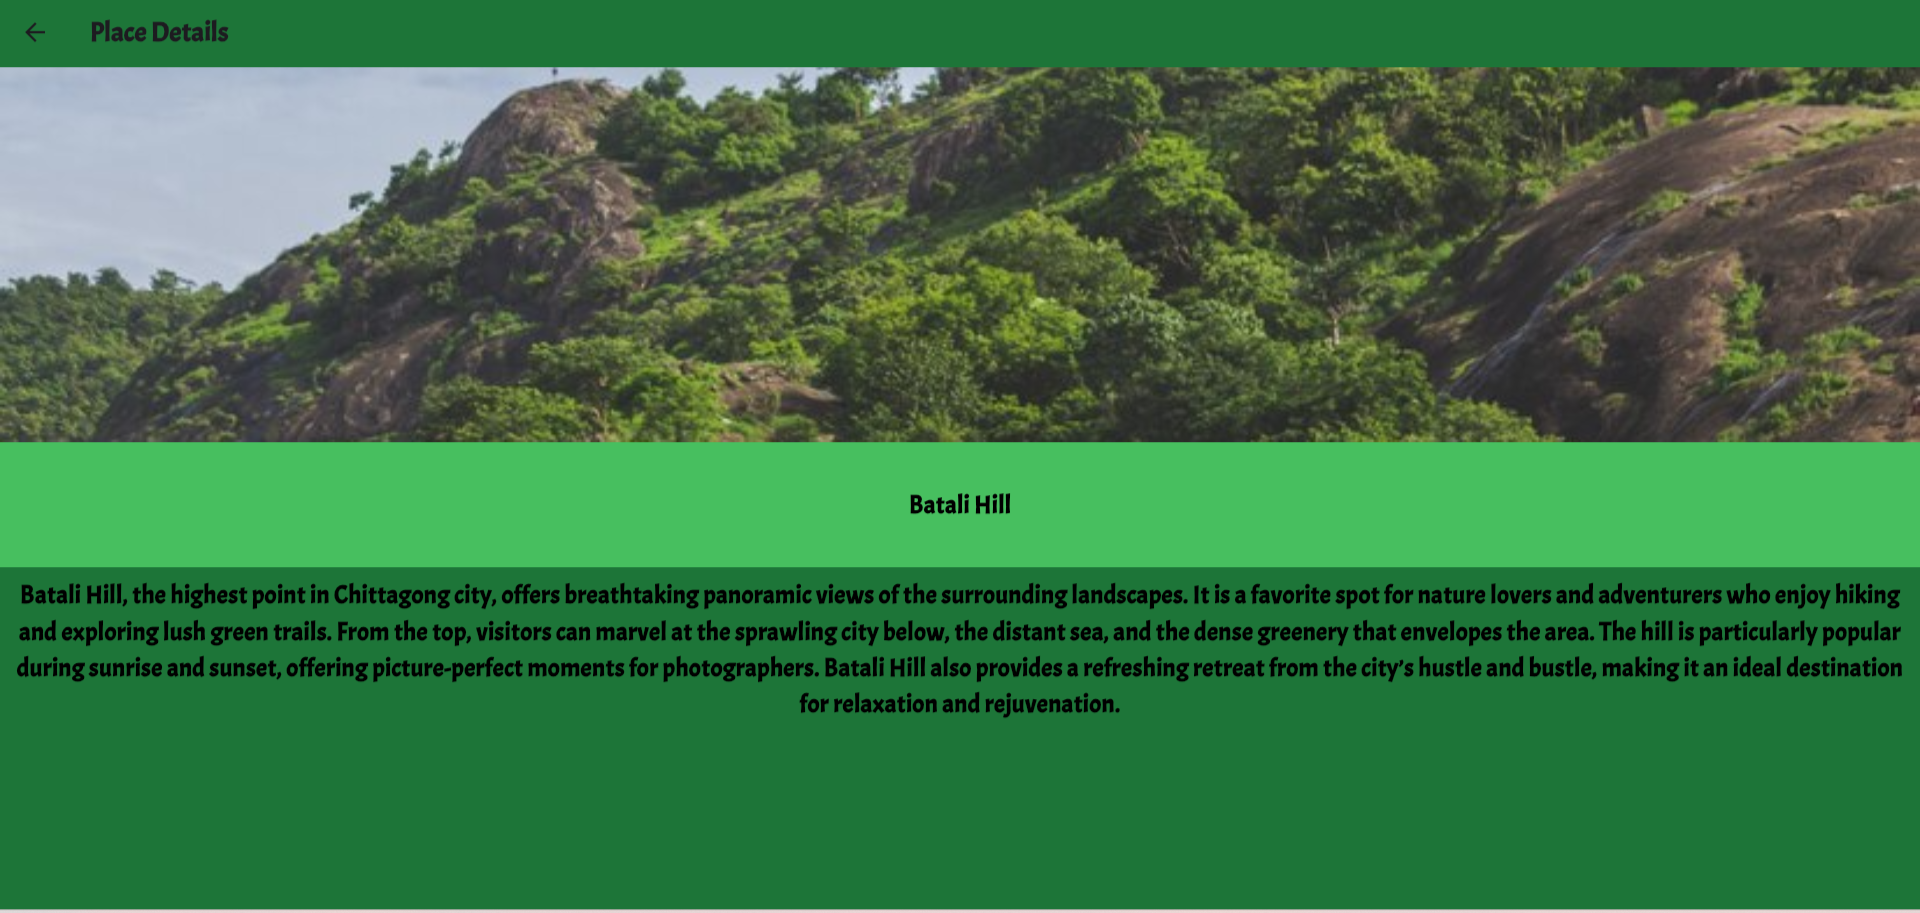 Place Details
Batali Hill
Batali Hill, the highest point in Chittagong city, offers breathtaking panoramic views of the surrounding landscapes. It is a favorite spot for nature lovers and adventurers who enjoy hiking
and exploring lush green trails. From the top, visitors can marvel at the sprawling city below, the distant sea, and the dense greenery that envelopes the area. The hill is particularly popular
during sunrise and sunset, offering picture-perfect moments for photographers. Batali Hill also provides a refreshing retreat from the city’s hustle and bustle, making it an ideal destination
for relaxation and rejuvenation.